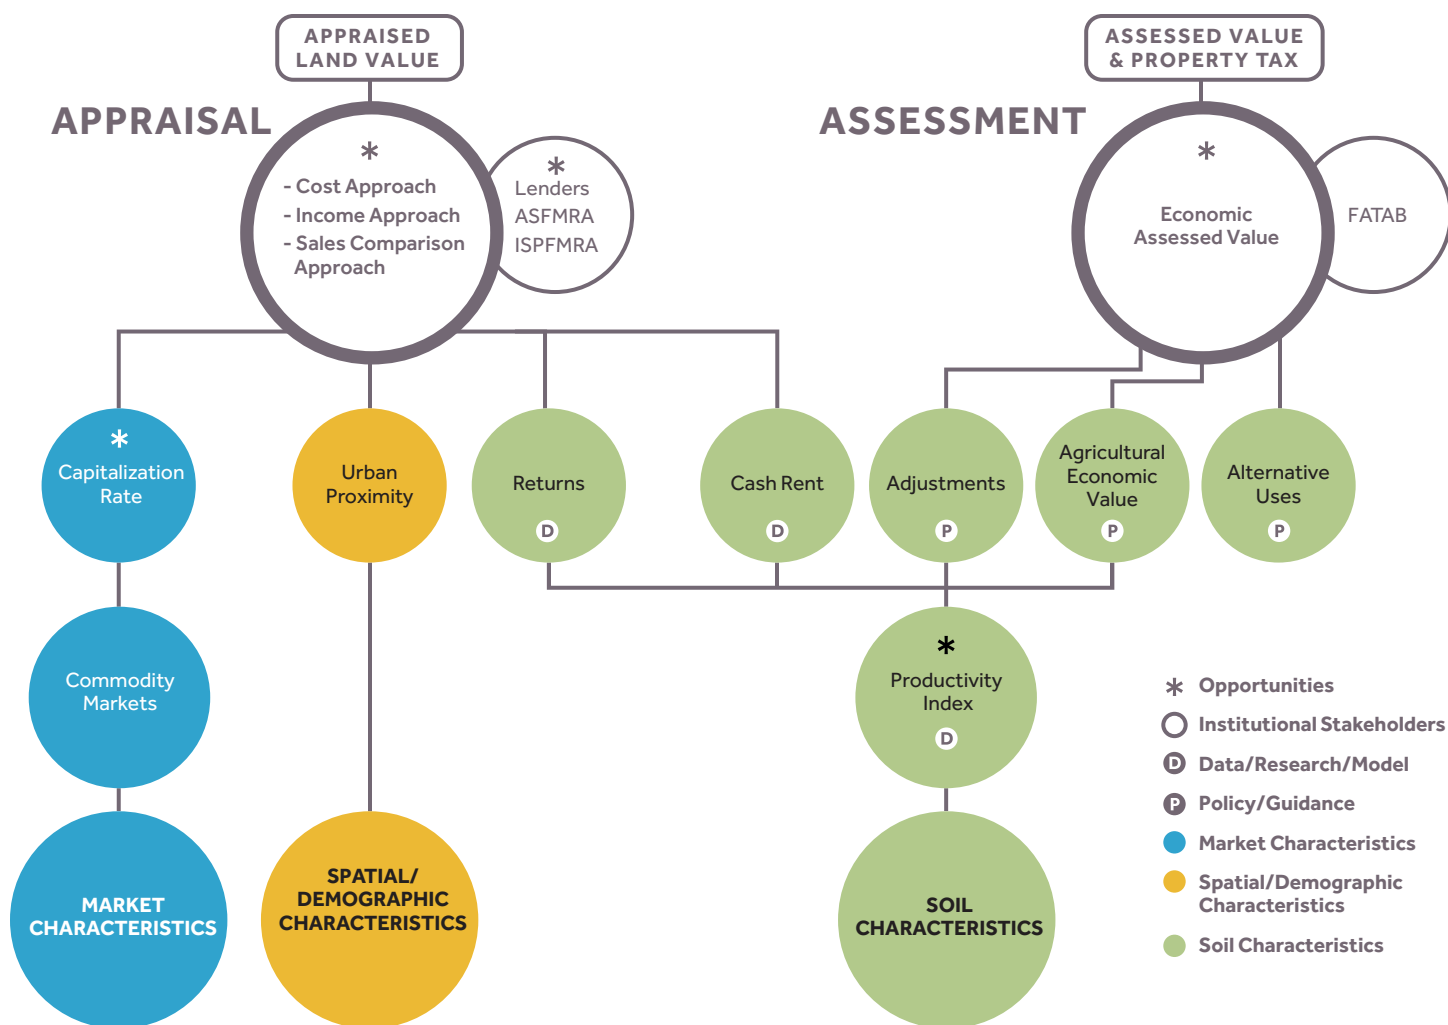 APPRAISED
LAND VALUE
ASSESSED VALUE
& PROPERTY TAX
APPRAISAL
ASSESSMENT
*
- Cost Approach
- Income Approach
- Sales Comparison
Approach
*
Lenders
ASFMRA
ISPFMRA
*
Economic
Assessed Value
FATAB
*
Capitalization
Rate
Urban
Proximity
Returns
D
Cash Rent
D
Adjustments
P
Agricultural
Economic
Value
P
Alternative
Uses
P
Commodity
Markets
*
Productivity
Index
D
MARKET
CHARACTERISTICS
SPATIAL/
DEMOGRAPHIC
CHARACTERISTICS
SOIL
CHARACTERISTICS
* Opportunities
Institutional Stakeholders
D Data/Research/Model
P Policy/Guidance
Market Characteristics
Spatial/Demographic
Characteristics
Soil Characteristics